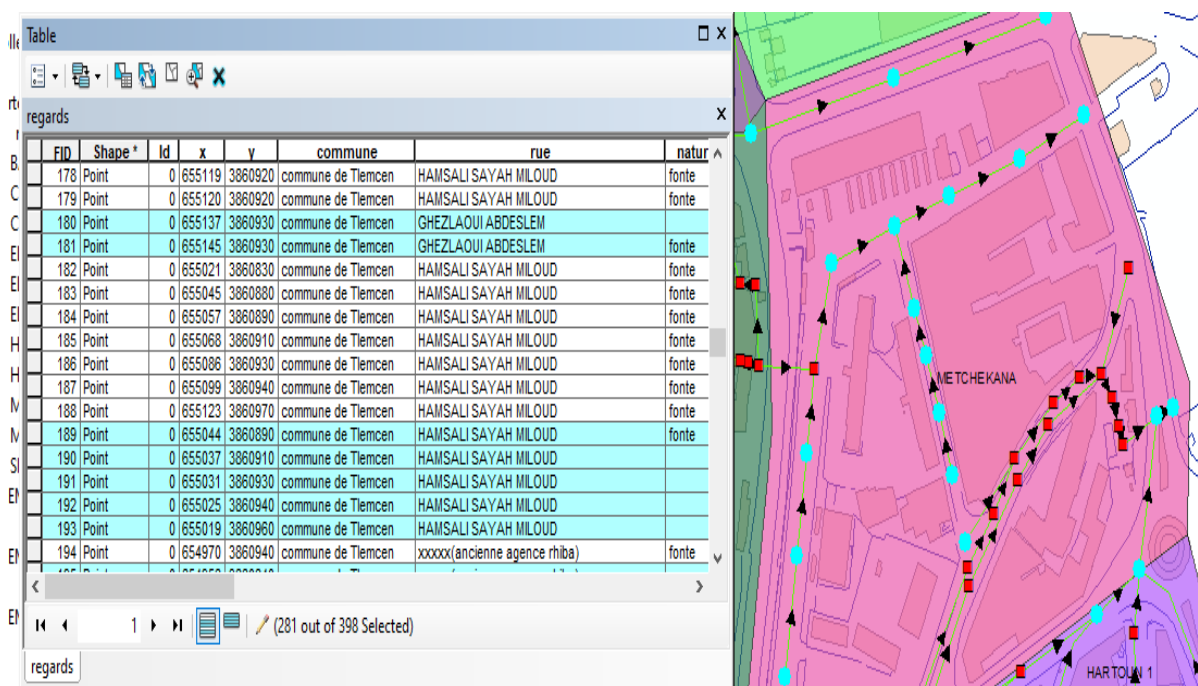 Table
regards
FID Shape * Id x y commune rue natur
178 Point 0 655119 3860920 commune de Tlemcen HAMSALI SAYAH MILOUD fonte
179 Point 0 655120 3860920 commune de Tlemcen HAMSALI SAYAH MILOUD fonte
180 Point 0 655137 3860930 commune de Tlemcen GHEZLAOUI ABDESLEM
181 Point 0 655145 3860930 commune de Tlemcen GHEZLAOUI ABDESLEM fonte
182 Point 0 655021 3860830 commune de Tlemcen HAMSALI SAYAH MILOUD fonte
183 Point 0 655045 3860880 commune de Tlemcen HAMSALI SAYAH MILOUD fonte
184 Point 0 655057 3860890 commune de Tlemcen HAMSALI SAYAH MILOUD fonte
185 Point 0 655068 3860910 commune de Tlemcen HAMSALI SAYAH MILOUD fonte
186 Point 0 655086 3860930 commune de Tlemcen HAMSALI SAYAH MILOUD fonte
187 Point 0 655099 3860940 commune de Tlemcen HAMSALI SAYAH MILOUD fonte
188 Point 0 655123 3860970 commune de Tlemcen HAMSALI SAYAH MILOUD fonte
189 Point 0 655044 3860890 commune de Tlemcen HAMSALI SAYAH MILOUD fonte
190 Point 0 655037 3860910 commune de Tlemcen HAMSALI SAYAH MILOUD
191 Point 0 655031 3860930 commune de Tlemcen HAMSALI SAYAH MILOUD
192 Point 0 655025 3860940 commune de Tlemcen HAMSALI SAYAH MILOUD
193 Point 0 655019 3860960 commune de Tlemcen HAMSALI SAYAH MILOUD
194 Point 0 654970 3860940 commune de Tlemcen xxxxx(ancienne agence rhiba) fonte
1 (281 out of 398 Selected)
regards
METCHEKANA
HARTOUN 1